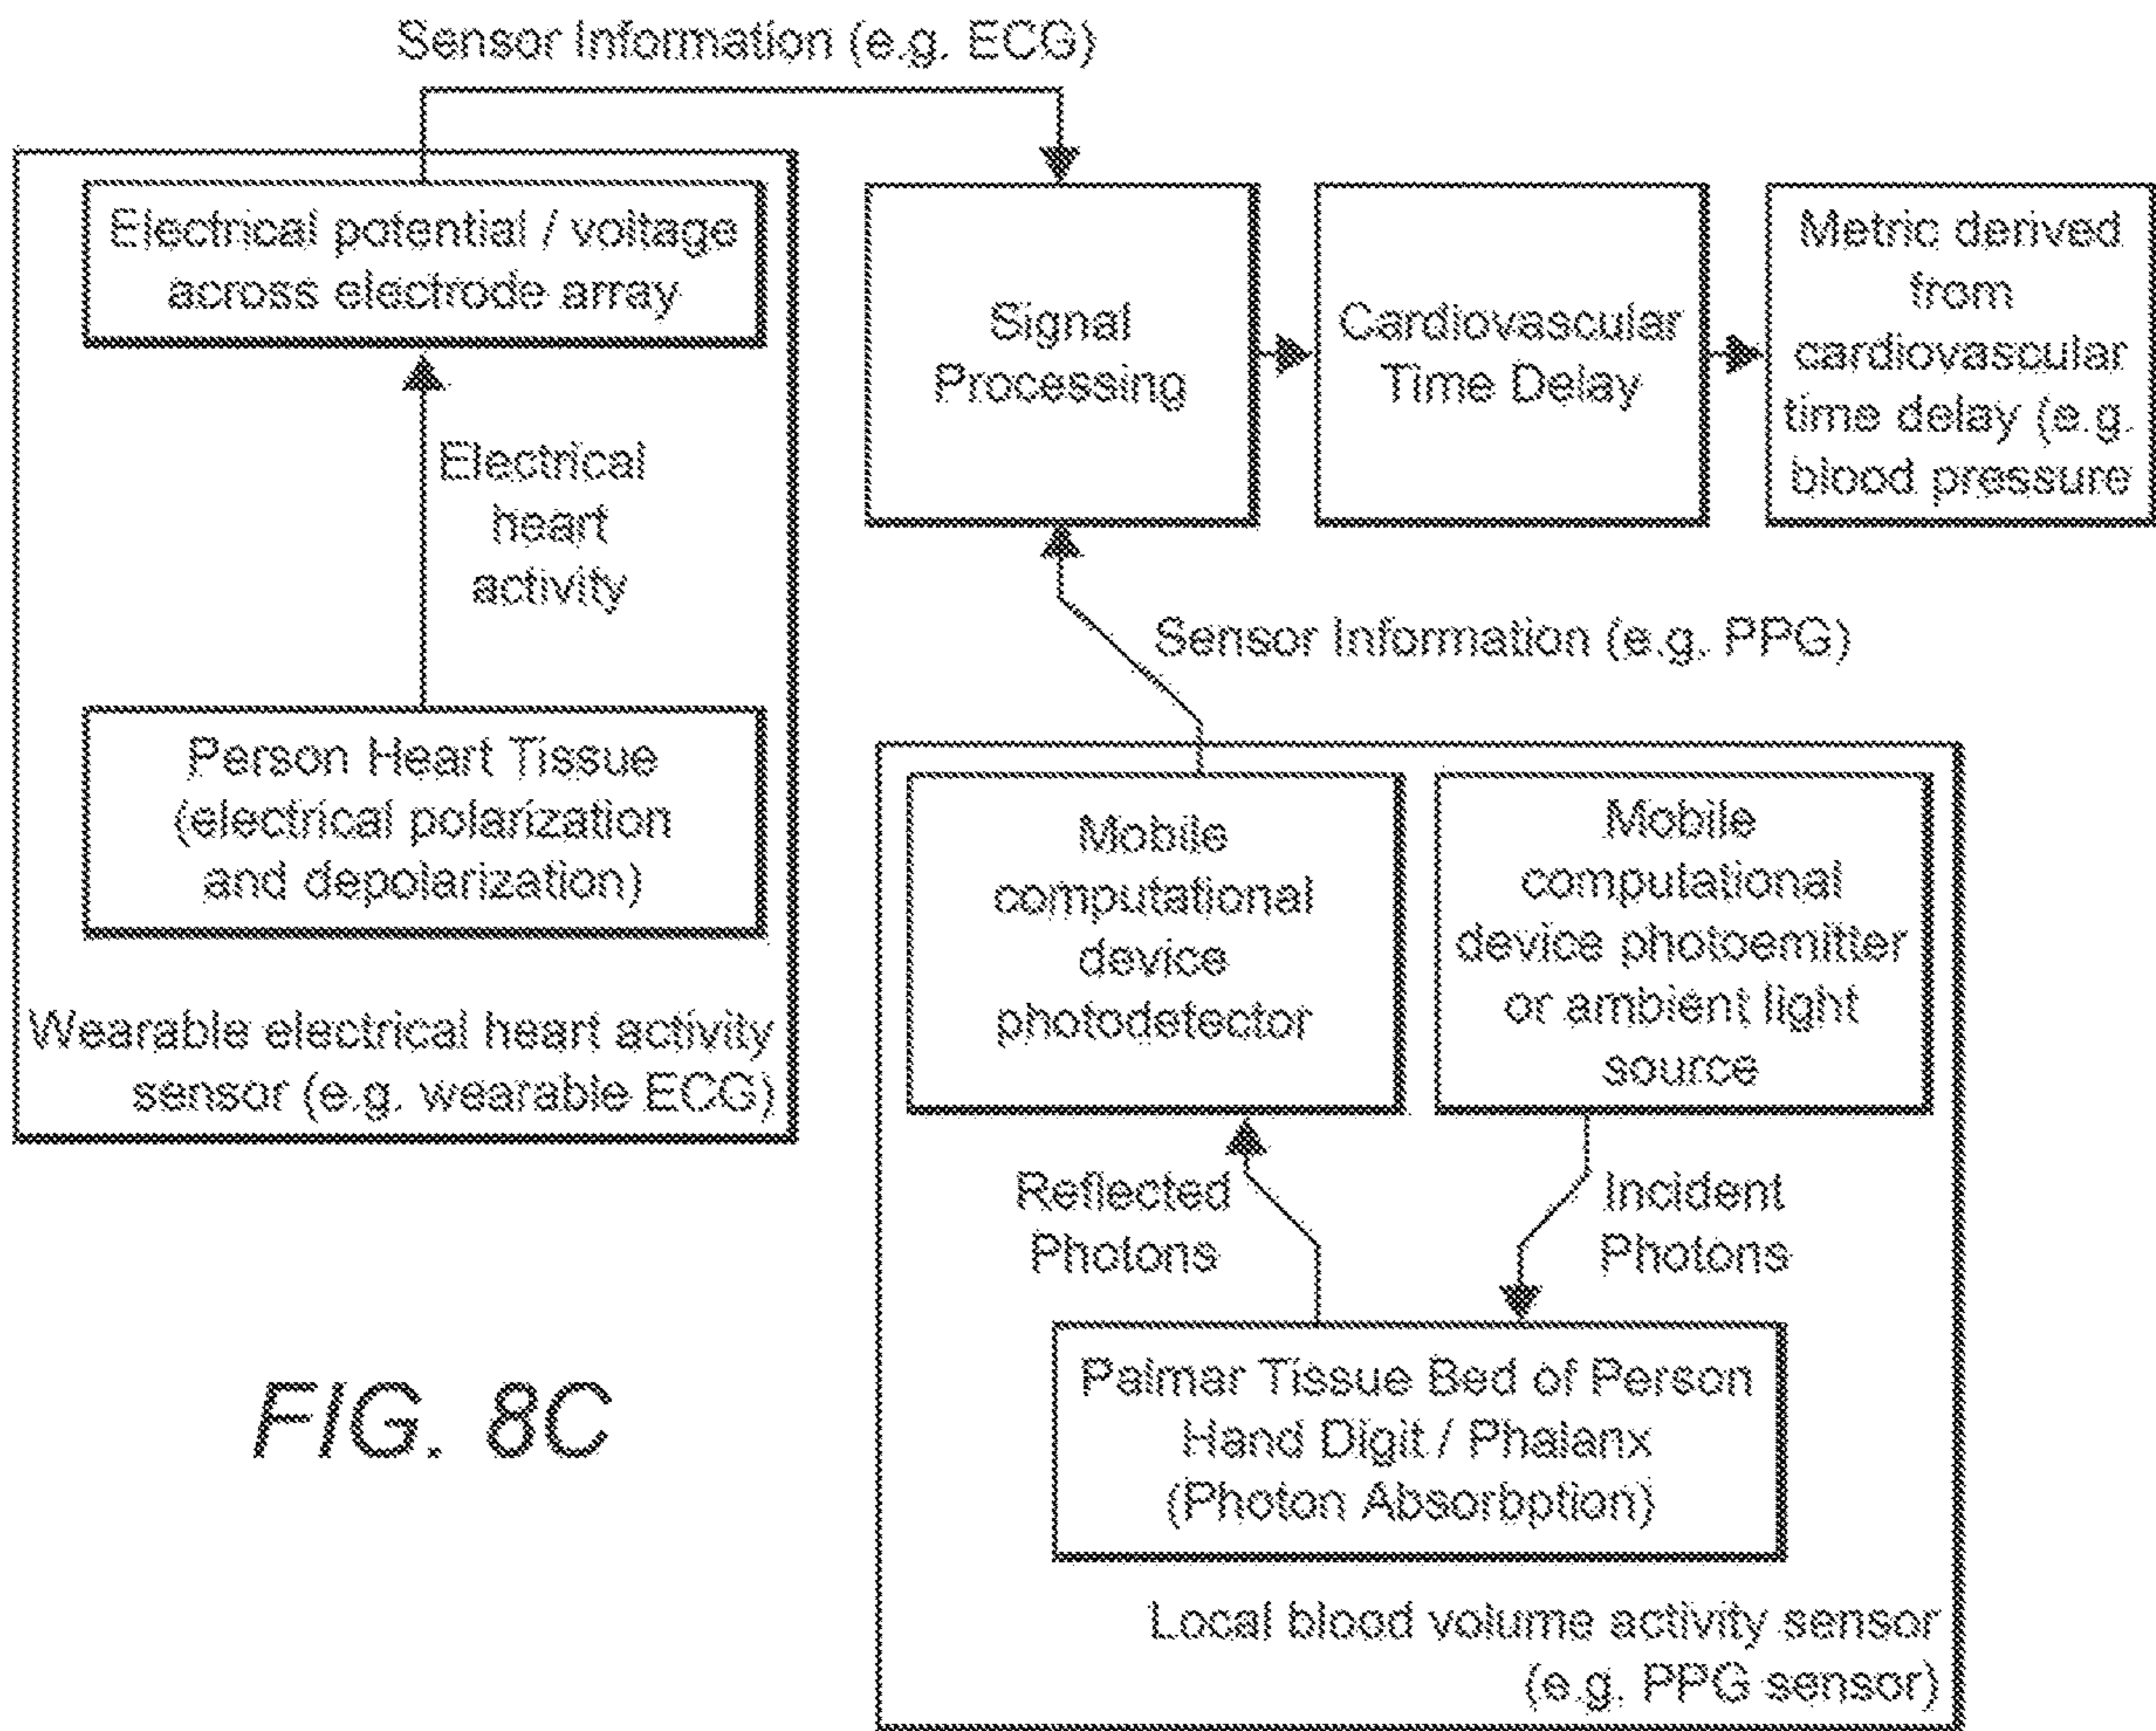 Sensor Information (e.g. ECG)
Electrical potential / voltage
across electrode array
Electrical
heart
activity
Person Heart Tissue
(electrical polarization
and depolarization)
Wearable electrical heart activity
sensor (e.g. wearable ECG)
Signal
Processing
Cardiovascular
Time Delay
Metric derived
from
cardiovascular
time delay (e.g.
blood pressure
Sensor Information (e.g. PPG)
Mobile
computational
device
photodetector
Mobile
computational
device photoemitter
or ambient light
source
Reflected
Photons
Incident
Photons
Palmar Tissue Bed of Person
Hand Digit / Phalanx
(Photon Absorbption)
Local blood volume activity sensor
(e.g. PPG sensor)
FIG. 8C